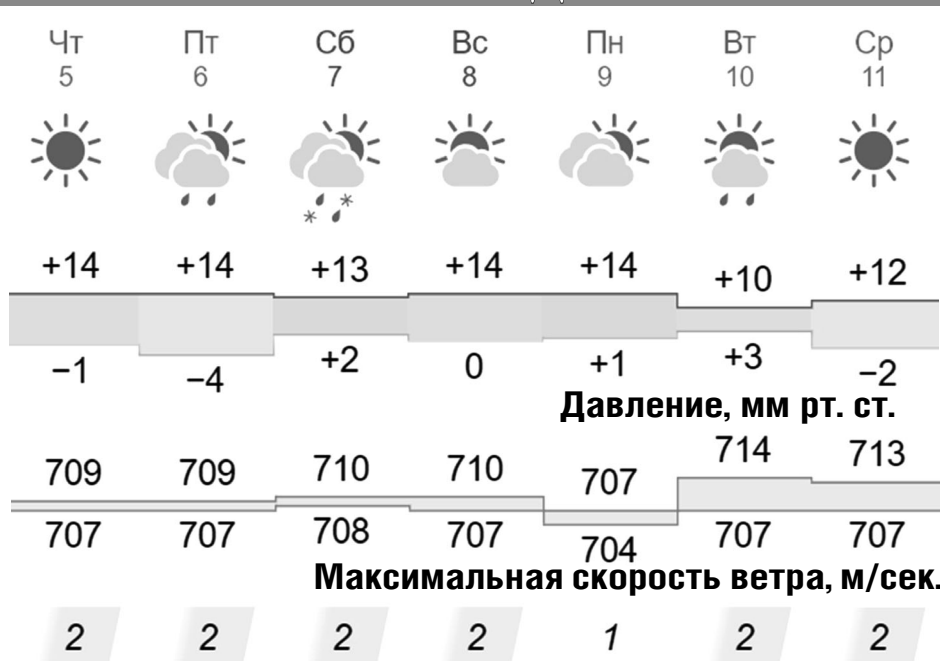 Чт Пт Сб Вс Пн Вт Ср
5 6 7 8 9 10 11
+14 +14 +13 +14 +14 +10 +12
−1 −4 +2 0 +1 +3 −2
Давление, мм рт. ст.
709 709 710 710 707 714 713
707 707 708 707 704 707 707
Максимальная скорость ветра, м/сек.
2 2 2 2 1 2 2